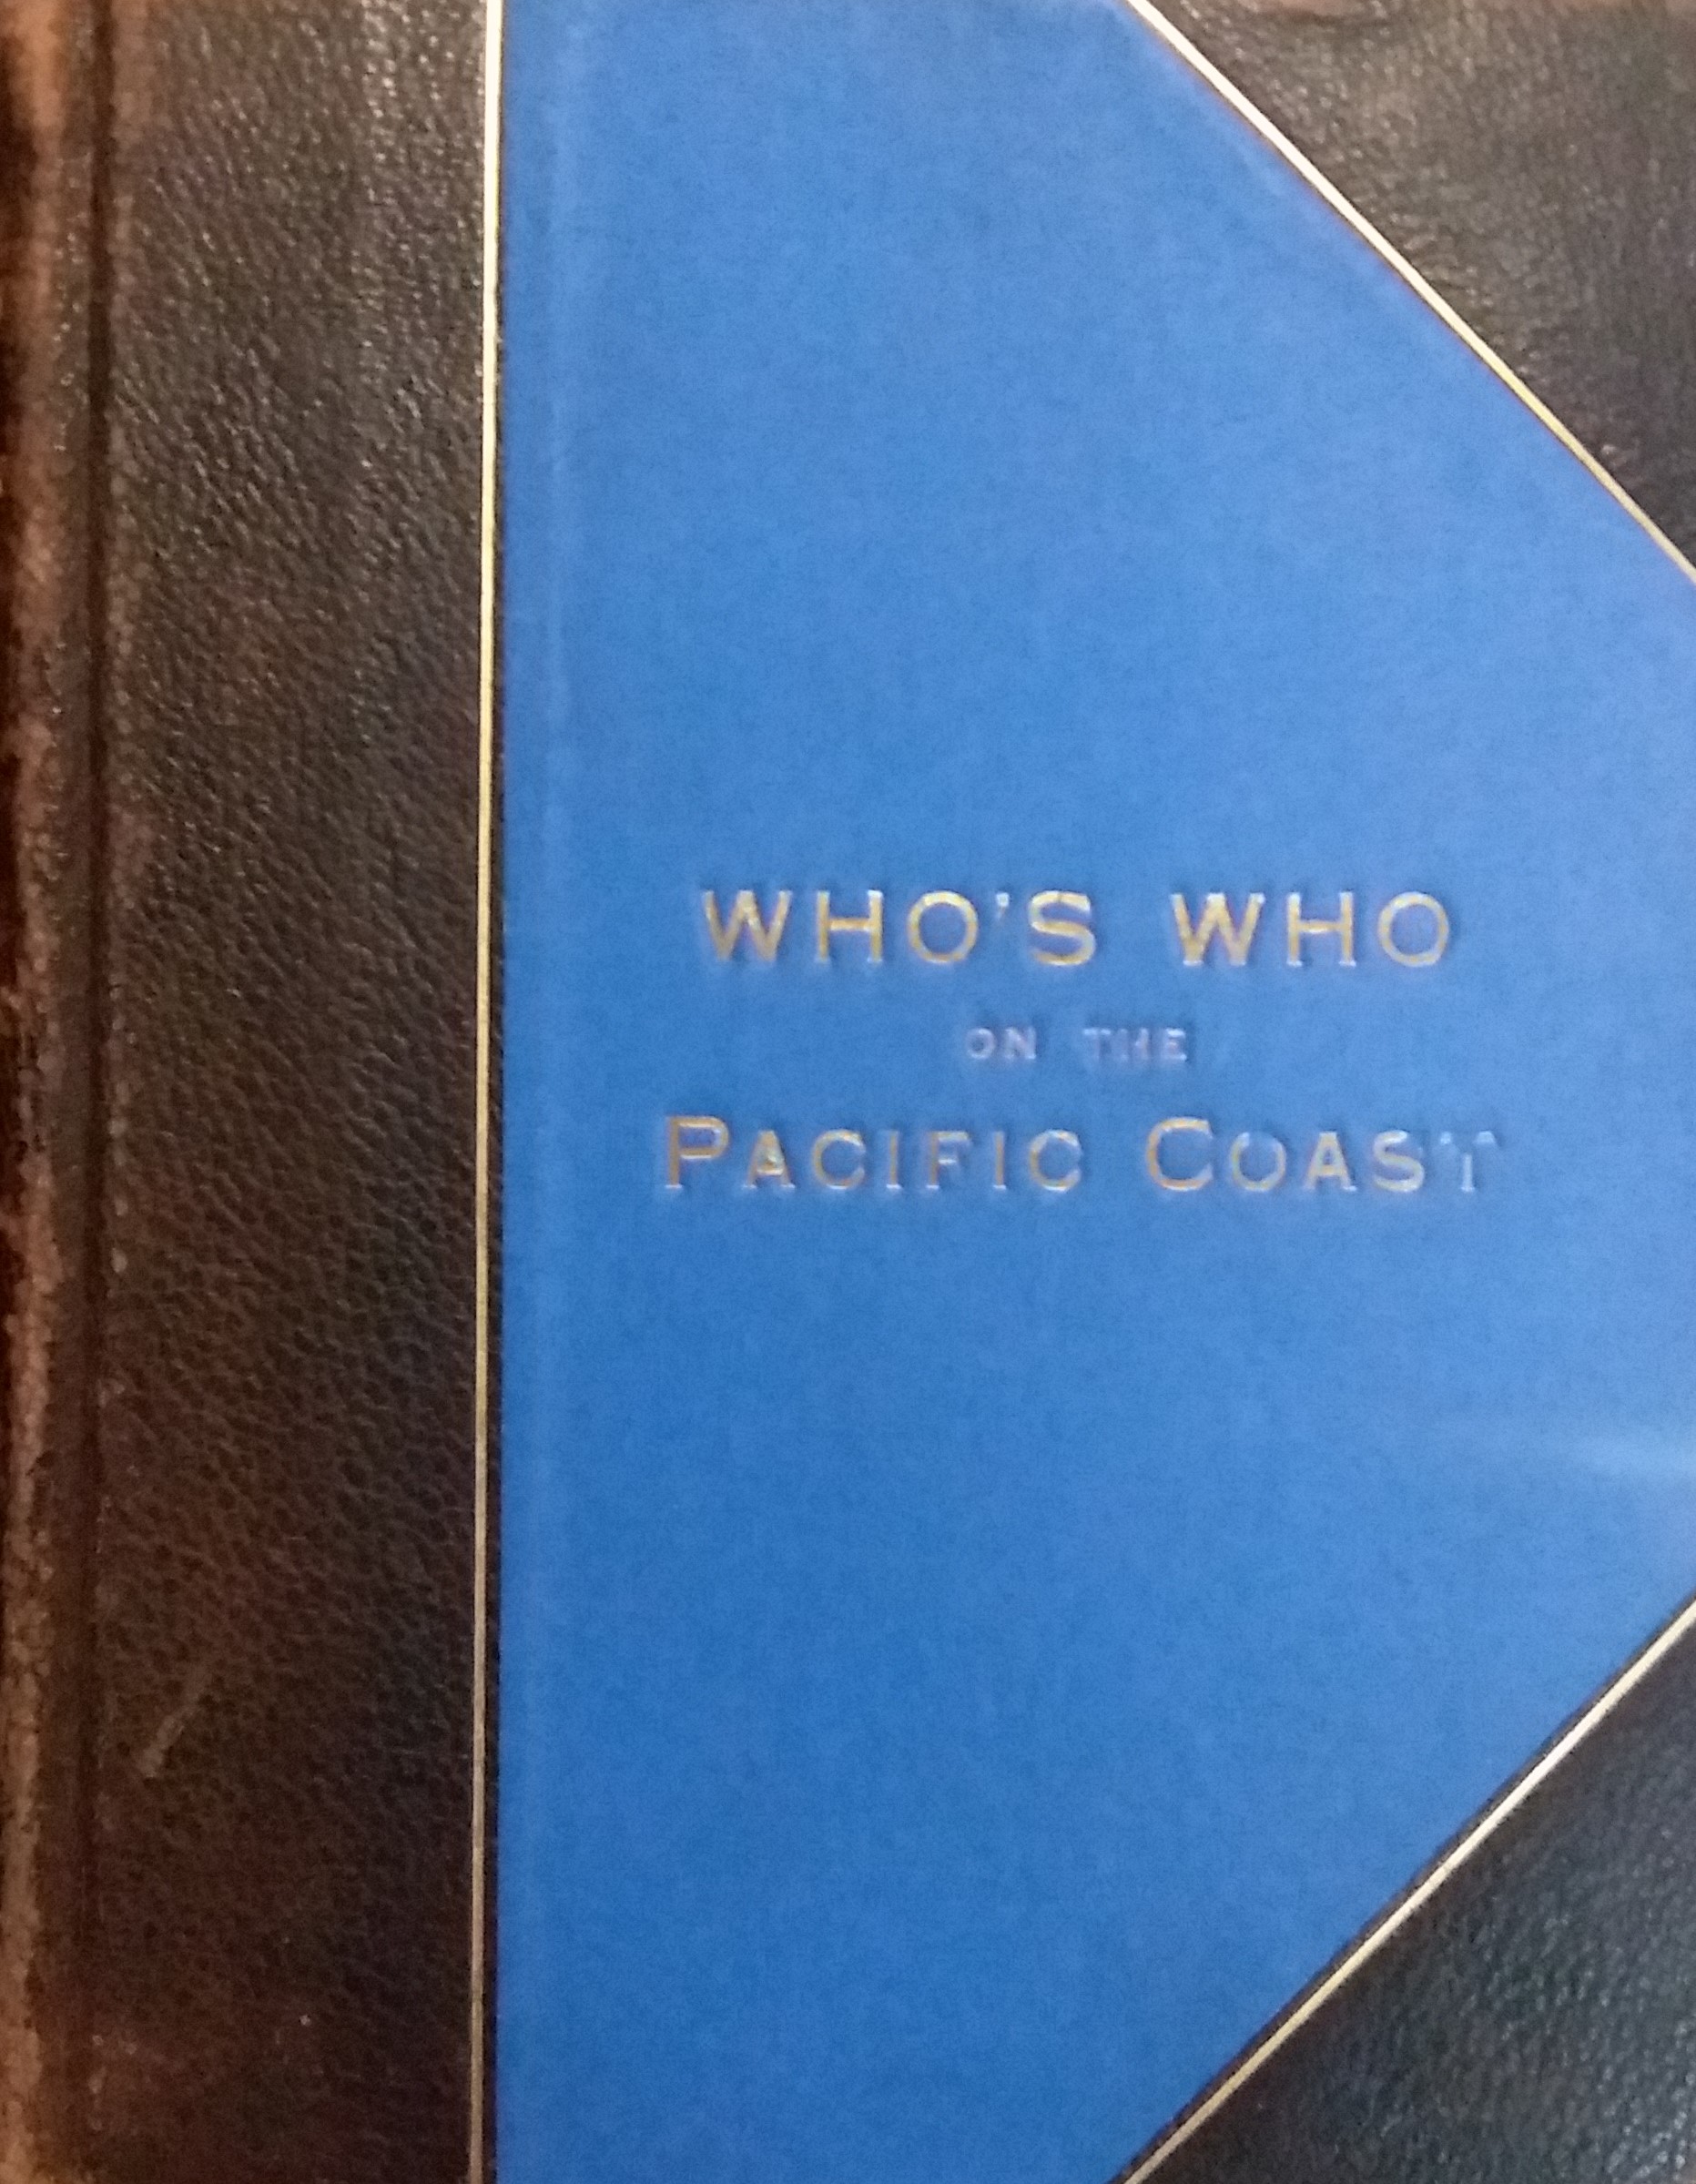 WHO'S WHO
ON THE
PACIFIC COAST